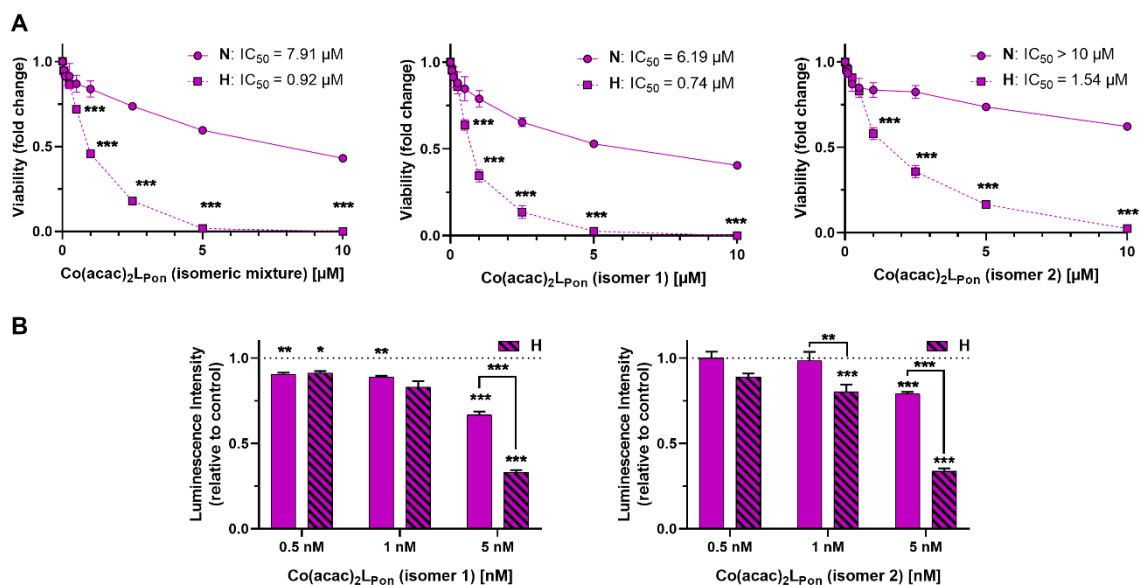 A
Viability (fold change)
1.0
0.5
0.0
0
5
10
N: IC50 = 7.91 µM
H: IC50 = 0.92 µM
***
***
***
***
***
Co(acac)2LPon (isomeric mixture) [µM]
Viability (fold change)
1.0
0.5
0.0
0
5
10
N: IC50 = 6.19 µM
H: IC50 = 0.74 µM
***
***
***
***
***
Co(acac)2LPon (isomer 1) [µM]
Viability (fold change)
1.0
0.5
0.0
0
5
10
N: IC50 > 10 µM
H: IC50 = 1.54 µM
***
***
***
***
Co(acac)2LPon (isomer 2) [µM]
B
Luminescence Intensity
(relative to control)
1.0
0.5
0.0
H
** * **
***
***
***
0.5 nM 1 nM 5 nM
Co(acac)2LPon (isomer 1) [nM]
Luminescence Intensity
(relative to control)
1.0
0.5
0.0
H
**
***
***
***
***
0.5 nM 1 nM 5 nM
Co(acac)2LPon (isomer 2) [nM]